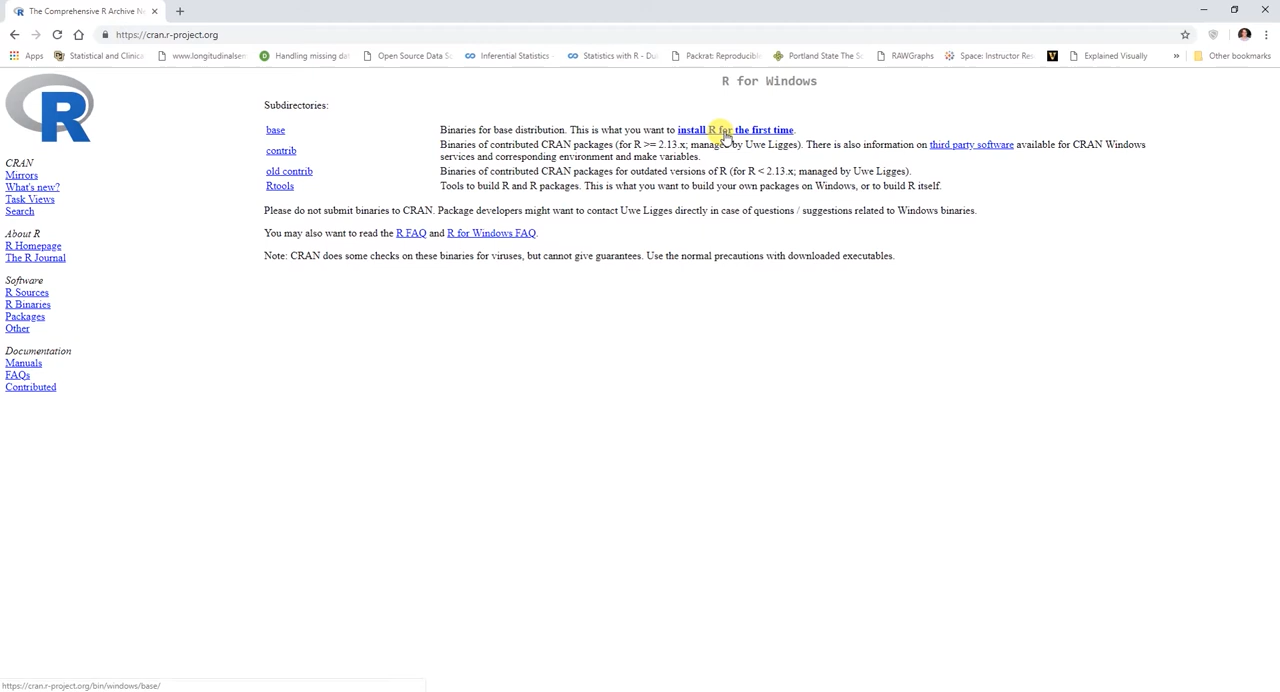 The Comprehensive R Archive Ne
https://cran.r-project.org
Apps
Statistical and Clinica
www.longitudinalsen
Handling missing dat
Open Source Data Sc
Inferential Statistics -
Statistics with R - Du
Packrat: Reproducible
Portland State The Sc
RAWGraphs
Space: Instructor Res
V
Explained Visually
»
Other bookmarks
R
CRAN
Mirrors
What's new?
Task Views
Search
About R
R Homepage
The R Journal
Software
R Sources
R Binaries
Packages
Other
Documentation
Manuals
FAQs
Contributed
R for Windows
Subdirectories:
base Binaries for base distribution. This is what you want to install R for the first time.
contrib Binaries of contributed CRAN packages (for R >= 2.13.x; managed by Uwe Ligges). There is also information on third party software available for CRAN Windows
services and corresponding environment and make variables.
old contrib Binaries of contributed CRAN packages for outdated versions of R (for R < 2.13.x; managed by Uwe Ligges).
Rtools Tools to build R and R packages. This is what you want to build your own packages on Windows, or to build R itself.
Please do not submit binaries to CRAN. Package developers might want to contact Uwe Ligges directly in case of questions / suggestions related to Windows binaries.
You may also want to read the R FAQ and R for Windows FAQ.
Note: CRAN does some checks on these binaries for viruses, but cannot give guarantees. Use the normal precautions with downloaded executables.
https://cran.r-project.org/bin/windows/base/